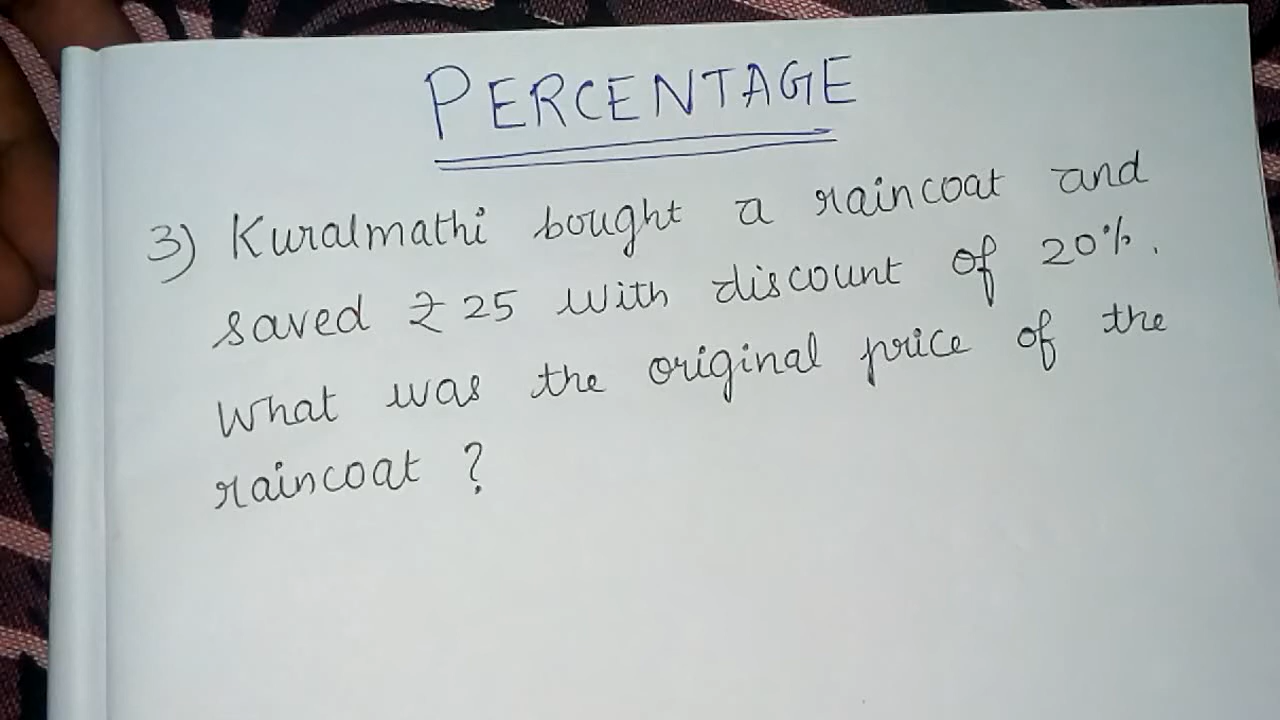 PERCENTAGE
3) Kuralmathi bought a raincoat and
saved ₹ 25 with discount of 20%.
What was the original price of the
raincoat ?